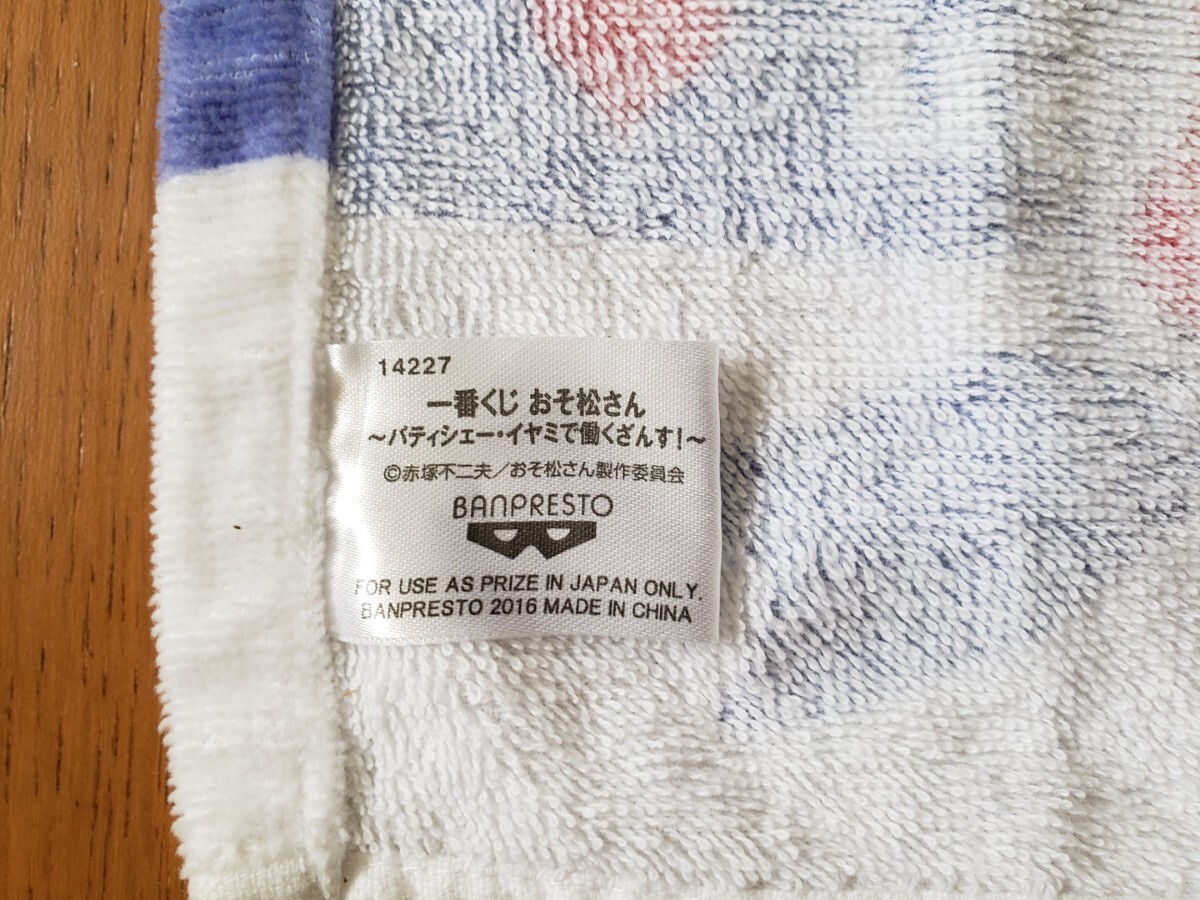 14227
一番くじ おそ松さん
～パティシエー・イヤミで働くざんす!～
©赤塚不二夫／おそ松さん製作委員会
BANPRESTO
FOR USE AS PRIZE IN JAPAN ONLY.
BANPRESTO 2016 MADE IN CHINA